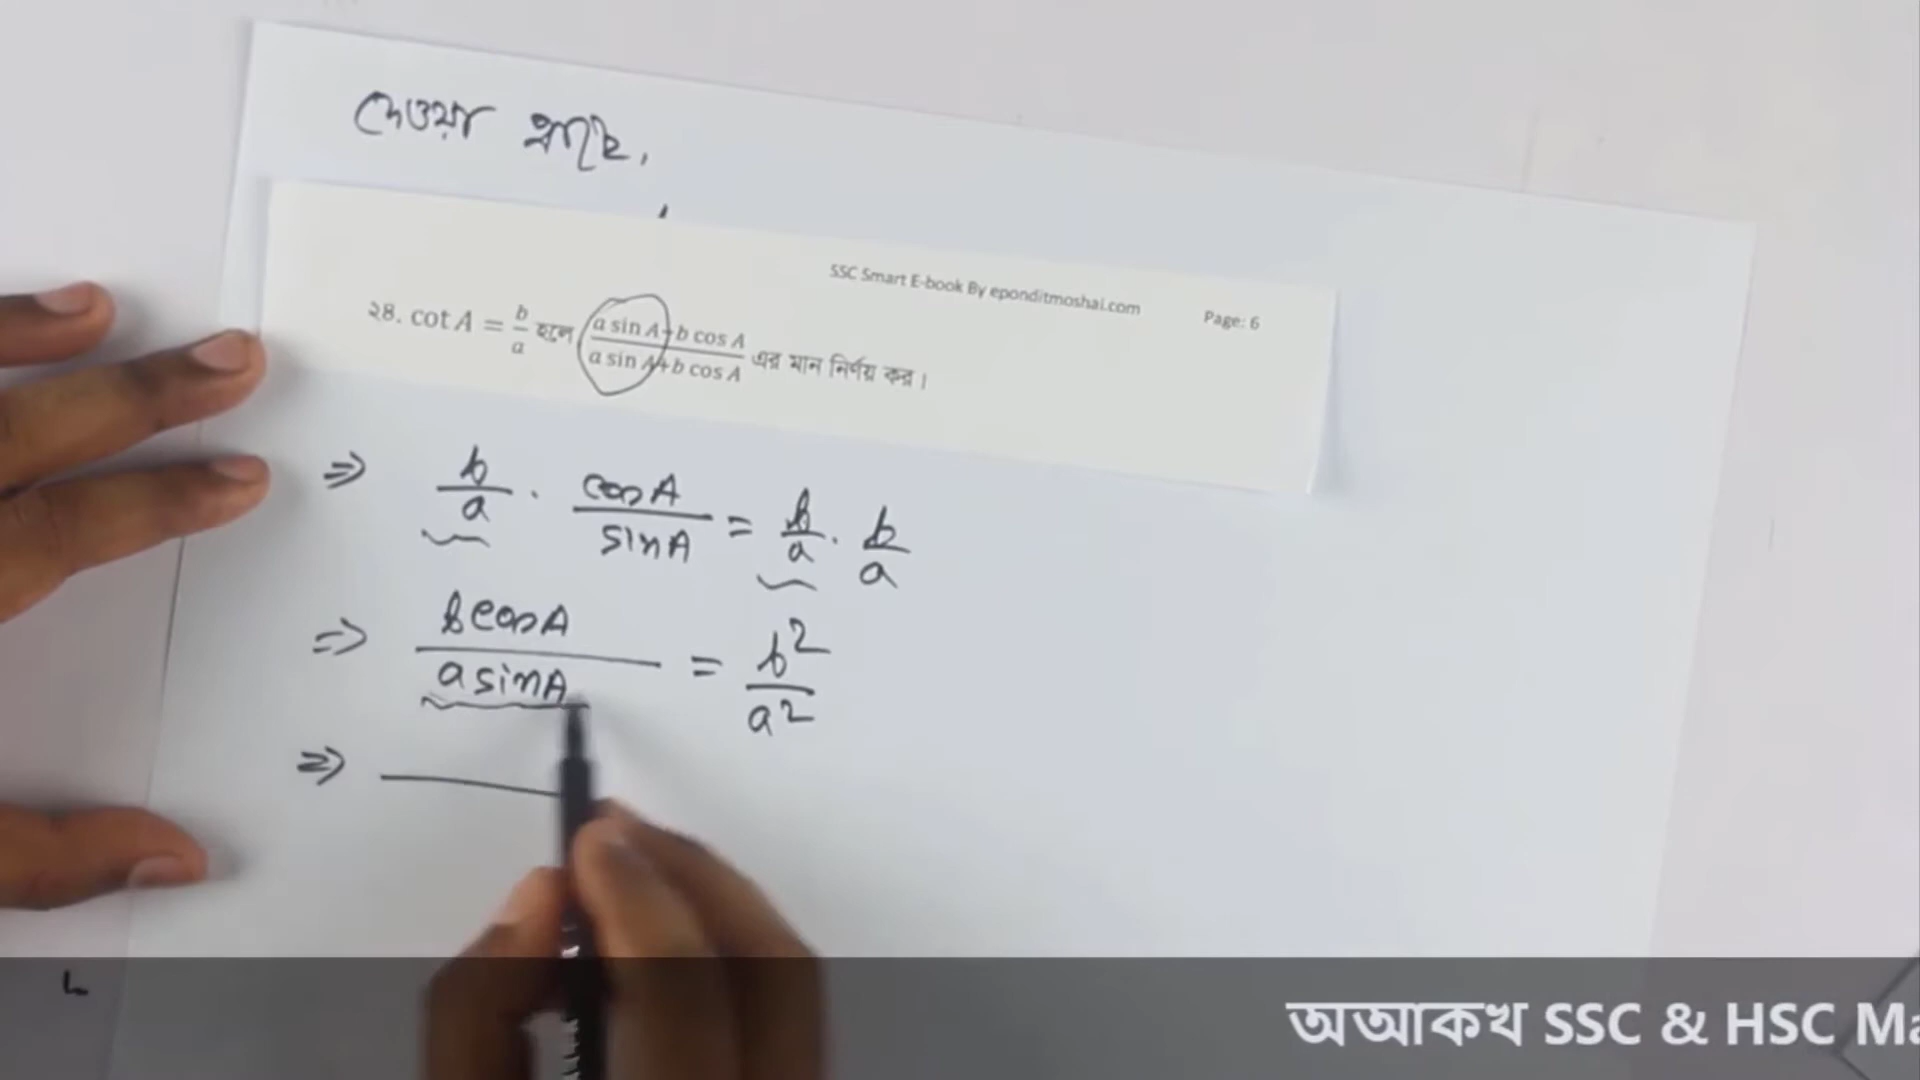 দেওয়া আছে,
SSC Smart E-book By eponditmoshai.com Page: 6
২৪. cot A = b/a হলে, (a sin A − b cos A)/(a sin A + b cos A) এর মান নির্ণয় কর।
⇒ b/a . cosA/sinA = b/a . b/a
⇒ bcosA/asinA = b²/a²
⇒
অআকখ SSC & HSC Ma